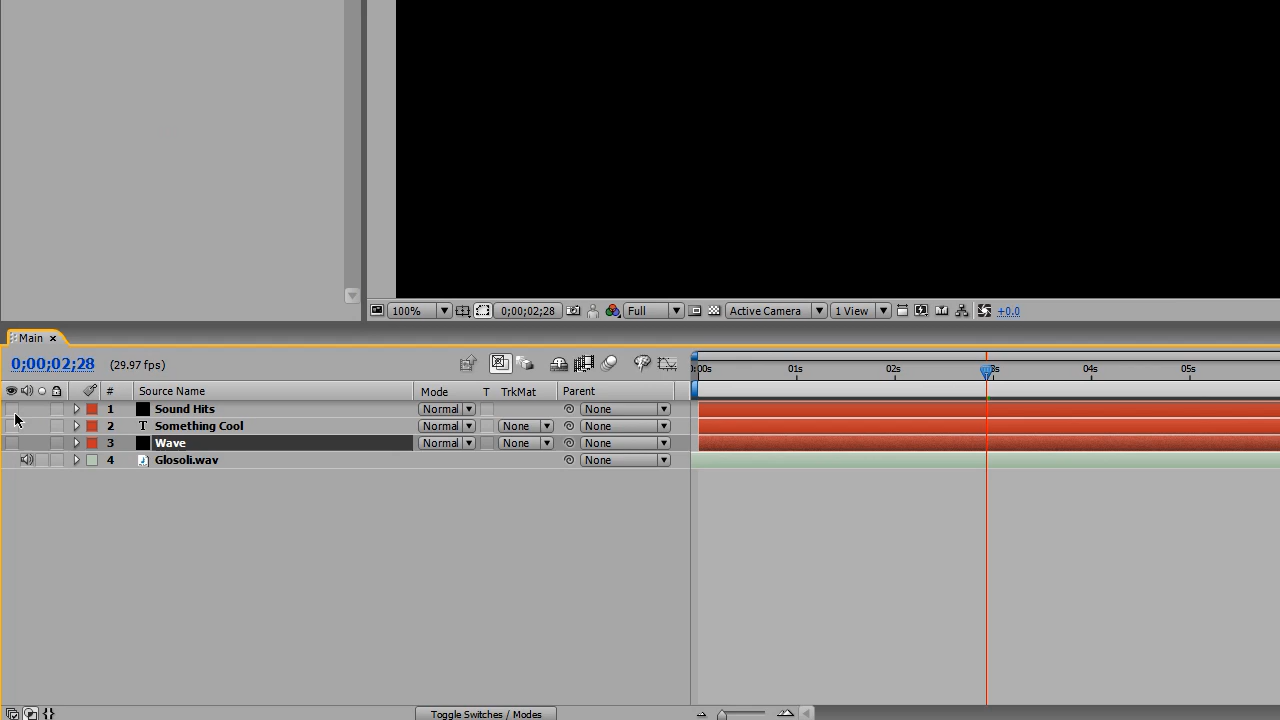 100% 0;00;02;28 Full Active Camera 1 View +0.0
Main
0;00;02;28 (29.97 fps)
:00s 01s 02s 3s 04s 05s
# Source Name Mode T TrkMat Parent
1 Sound Hits Normal None
2 T Something Cool Normal None None
3 Wave Normal None None
4 Glosoli.wav None
Toggle Switches / Modes